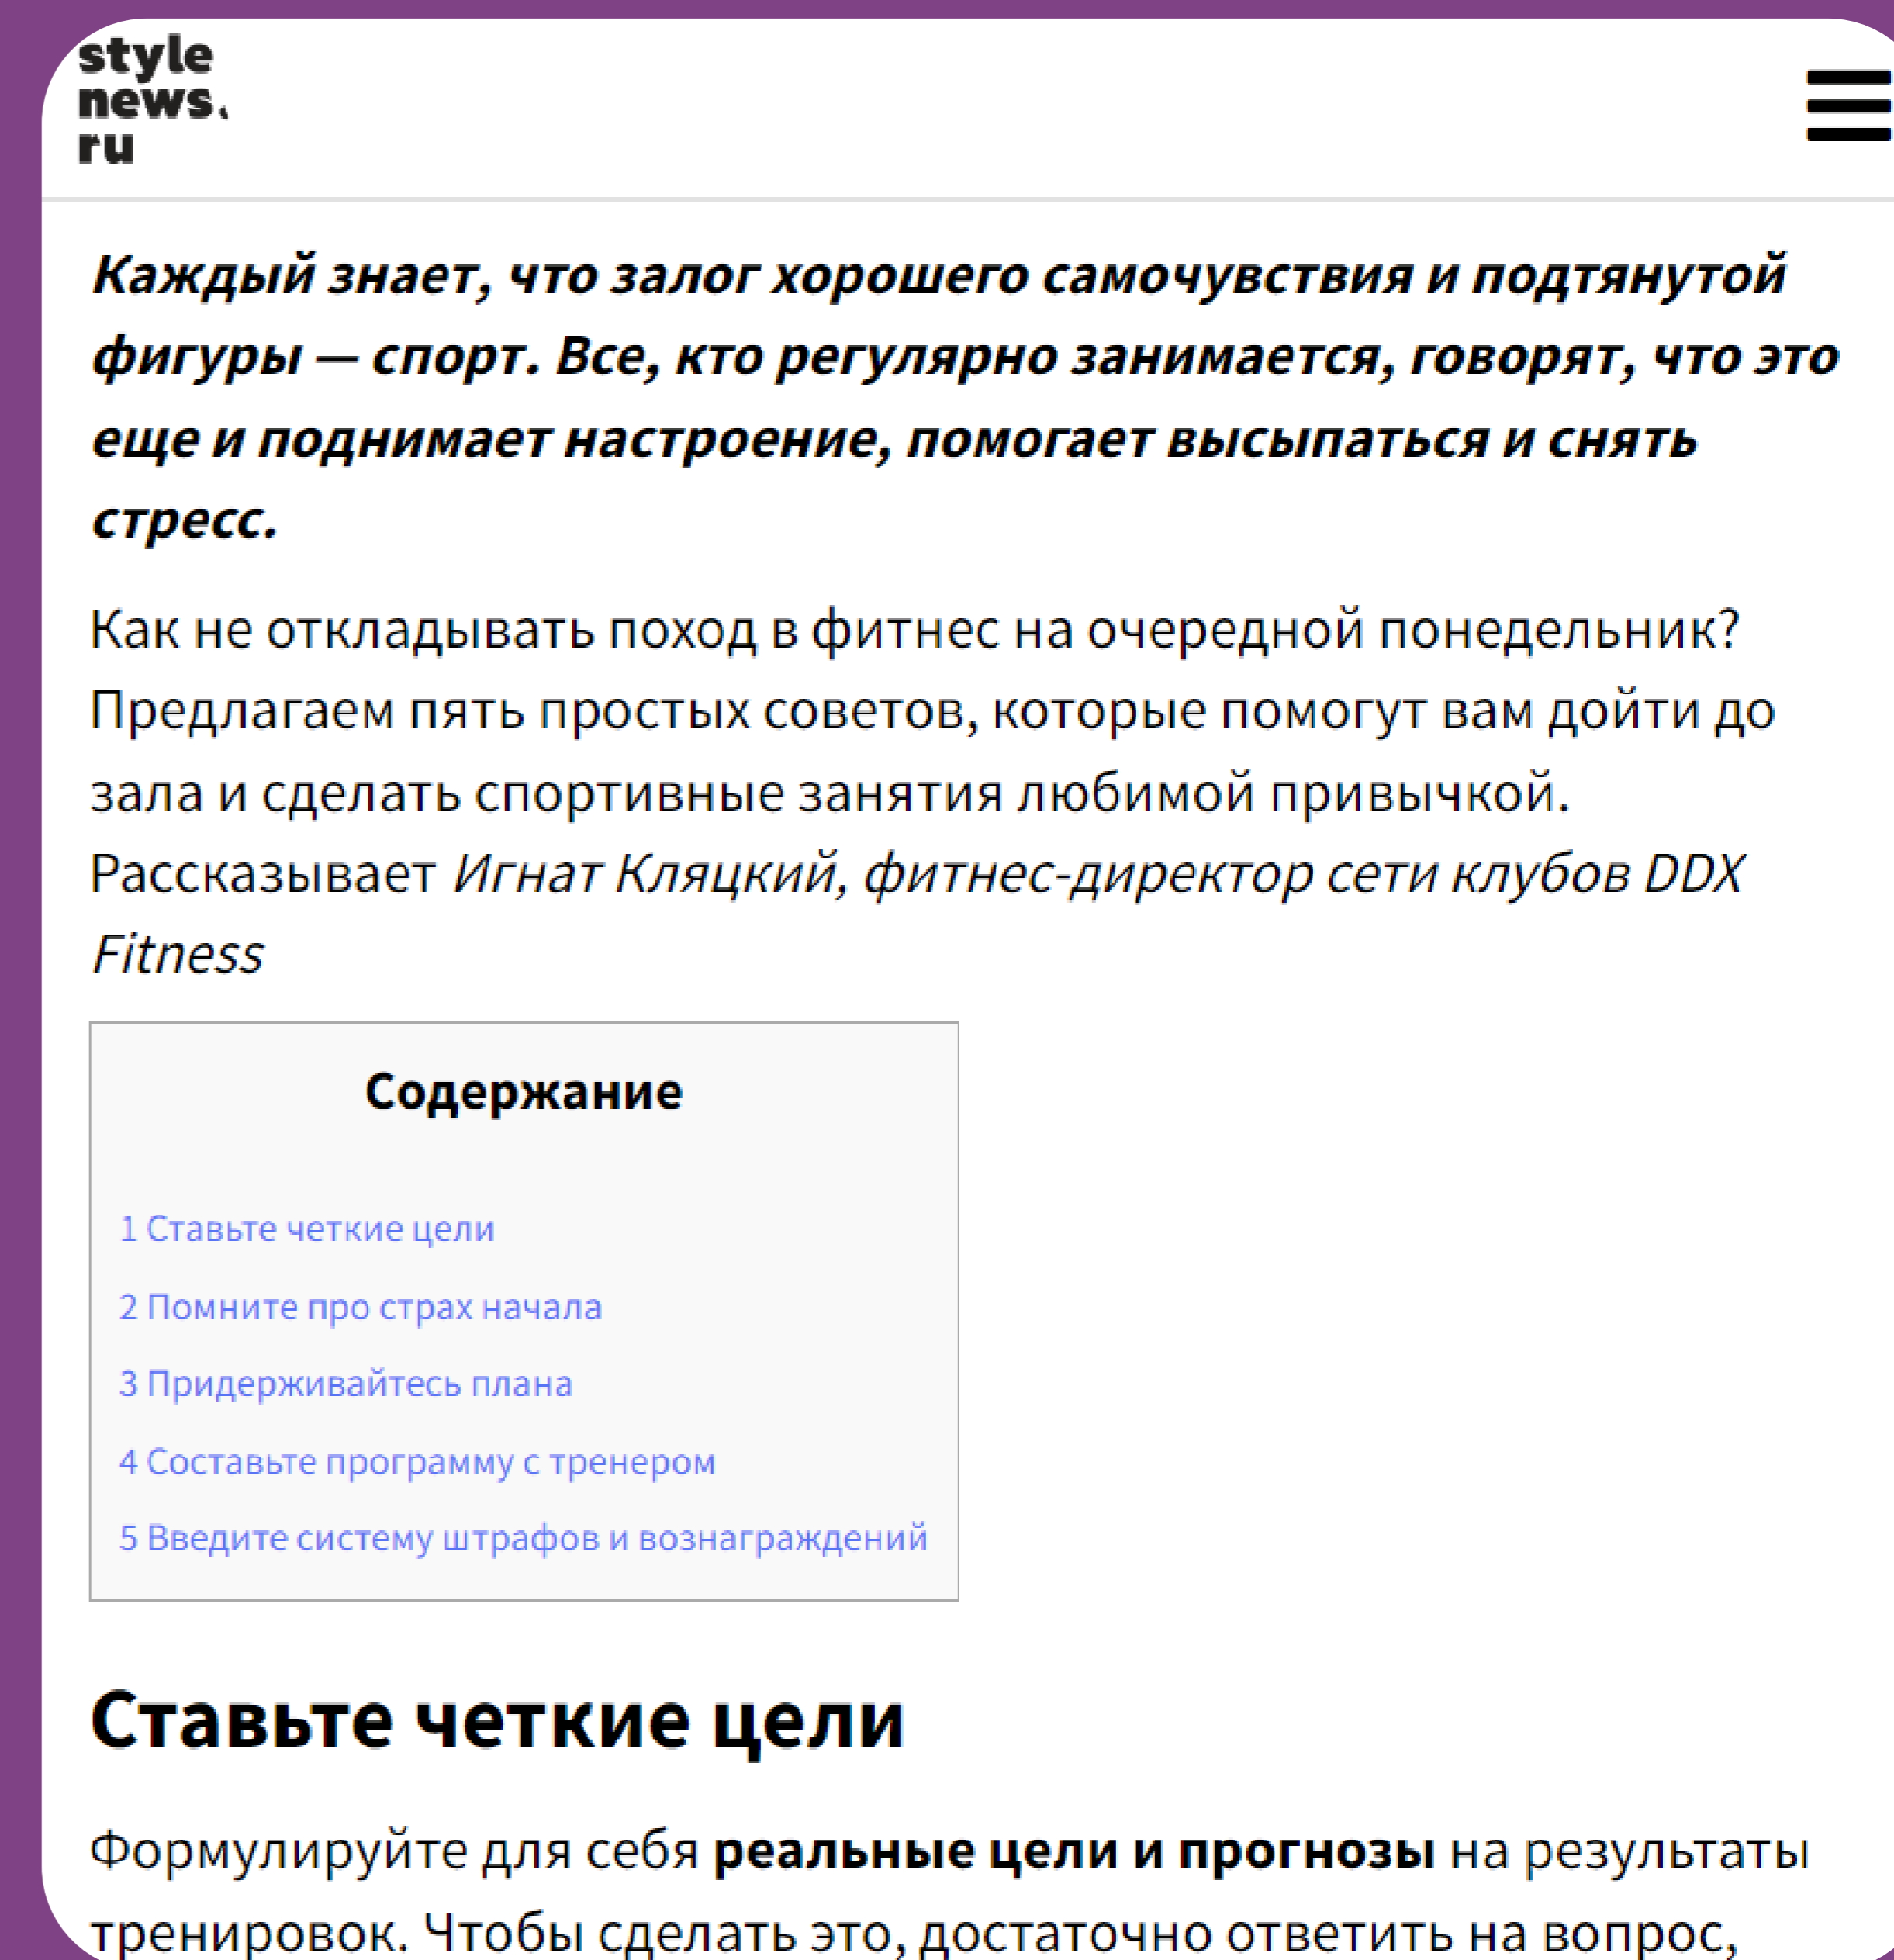 style
news.
ru
Каждый знает, что залог хорошего самочувствия и подтянутой
фигуры — спорт. Все, кто регулярно занимается, говорят, что это
еще и поднимает настроение, помогает высыпаться и снять
стресс.
Как не откладывать поход в фитнес на очередной понедельник?
Предлагаем пять простых советов, которые помогут вам дойти до
зала и сделать спортивные занятия любимой привычкой.
Рассказывает Игнат Кляцкий, фитнес-директор сети клубов DDX
Fitness
Содержание
1 Ставьте четкие цели
2 Помните про страх начала
3 Придерживайтесь плана
4 Составьте программу с тренером
5 Введите систему штрафов и вознаграждений
Ставьте четкие цели
Формулируйте для себя реальные цели и прогнозы на результаты
тренировок. Чтобы сделать это, достаточно ответить на вопрос,